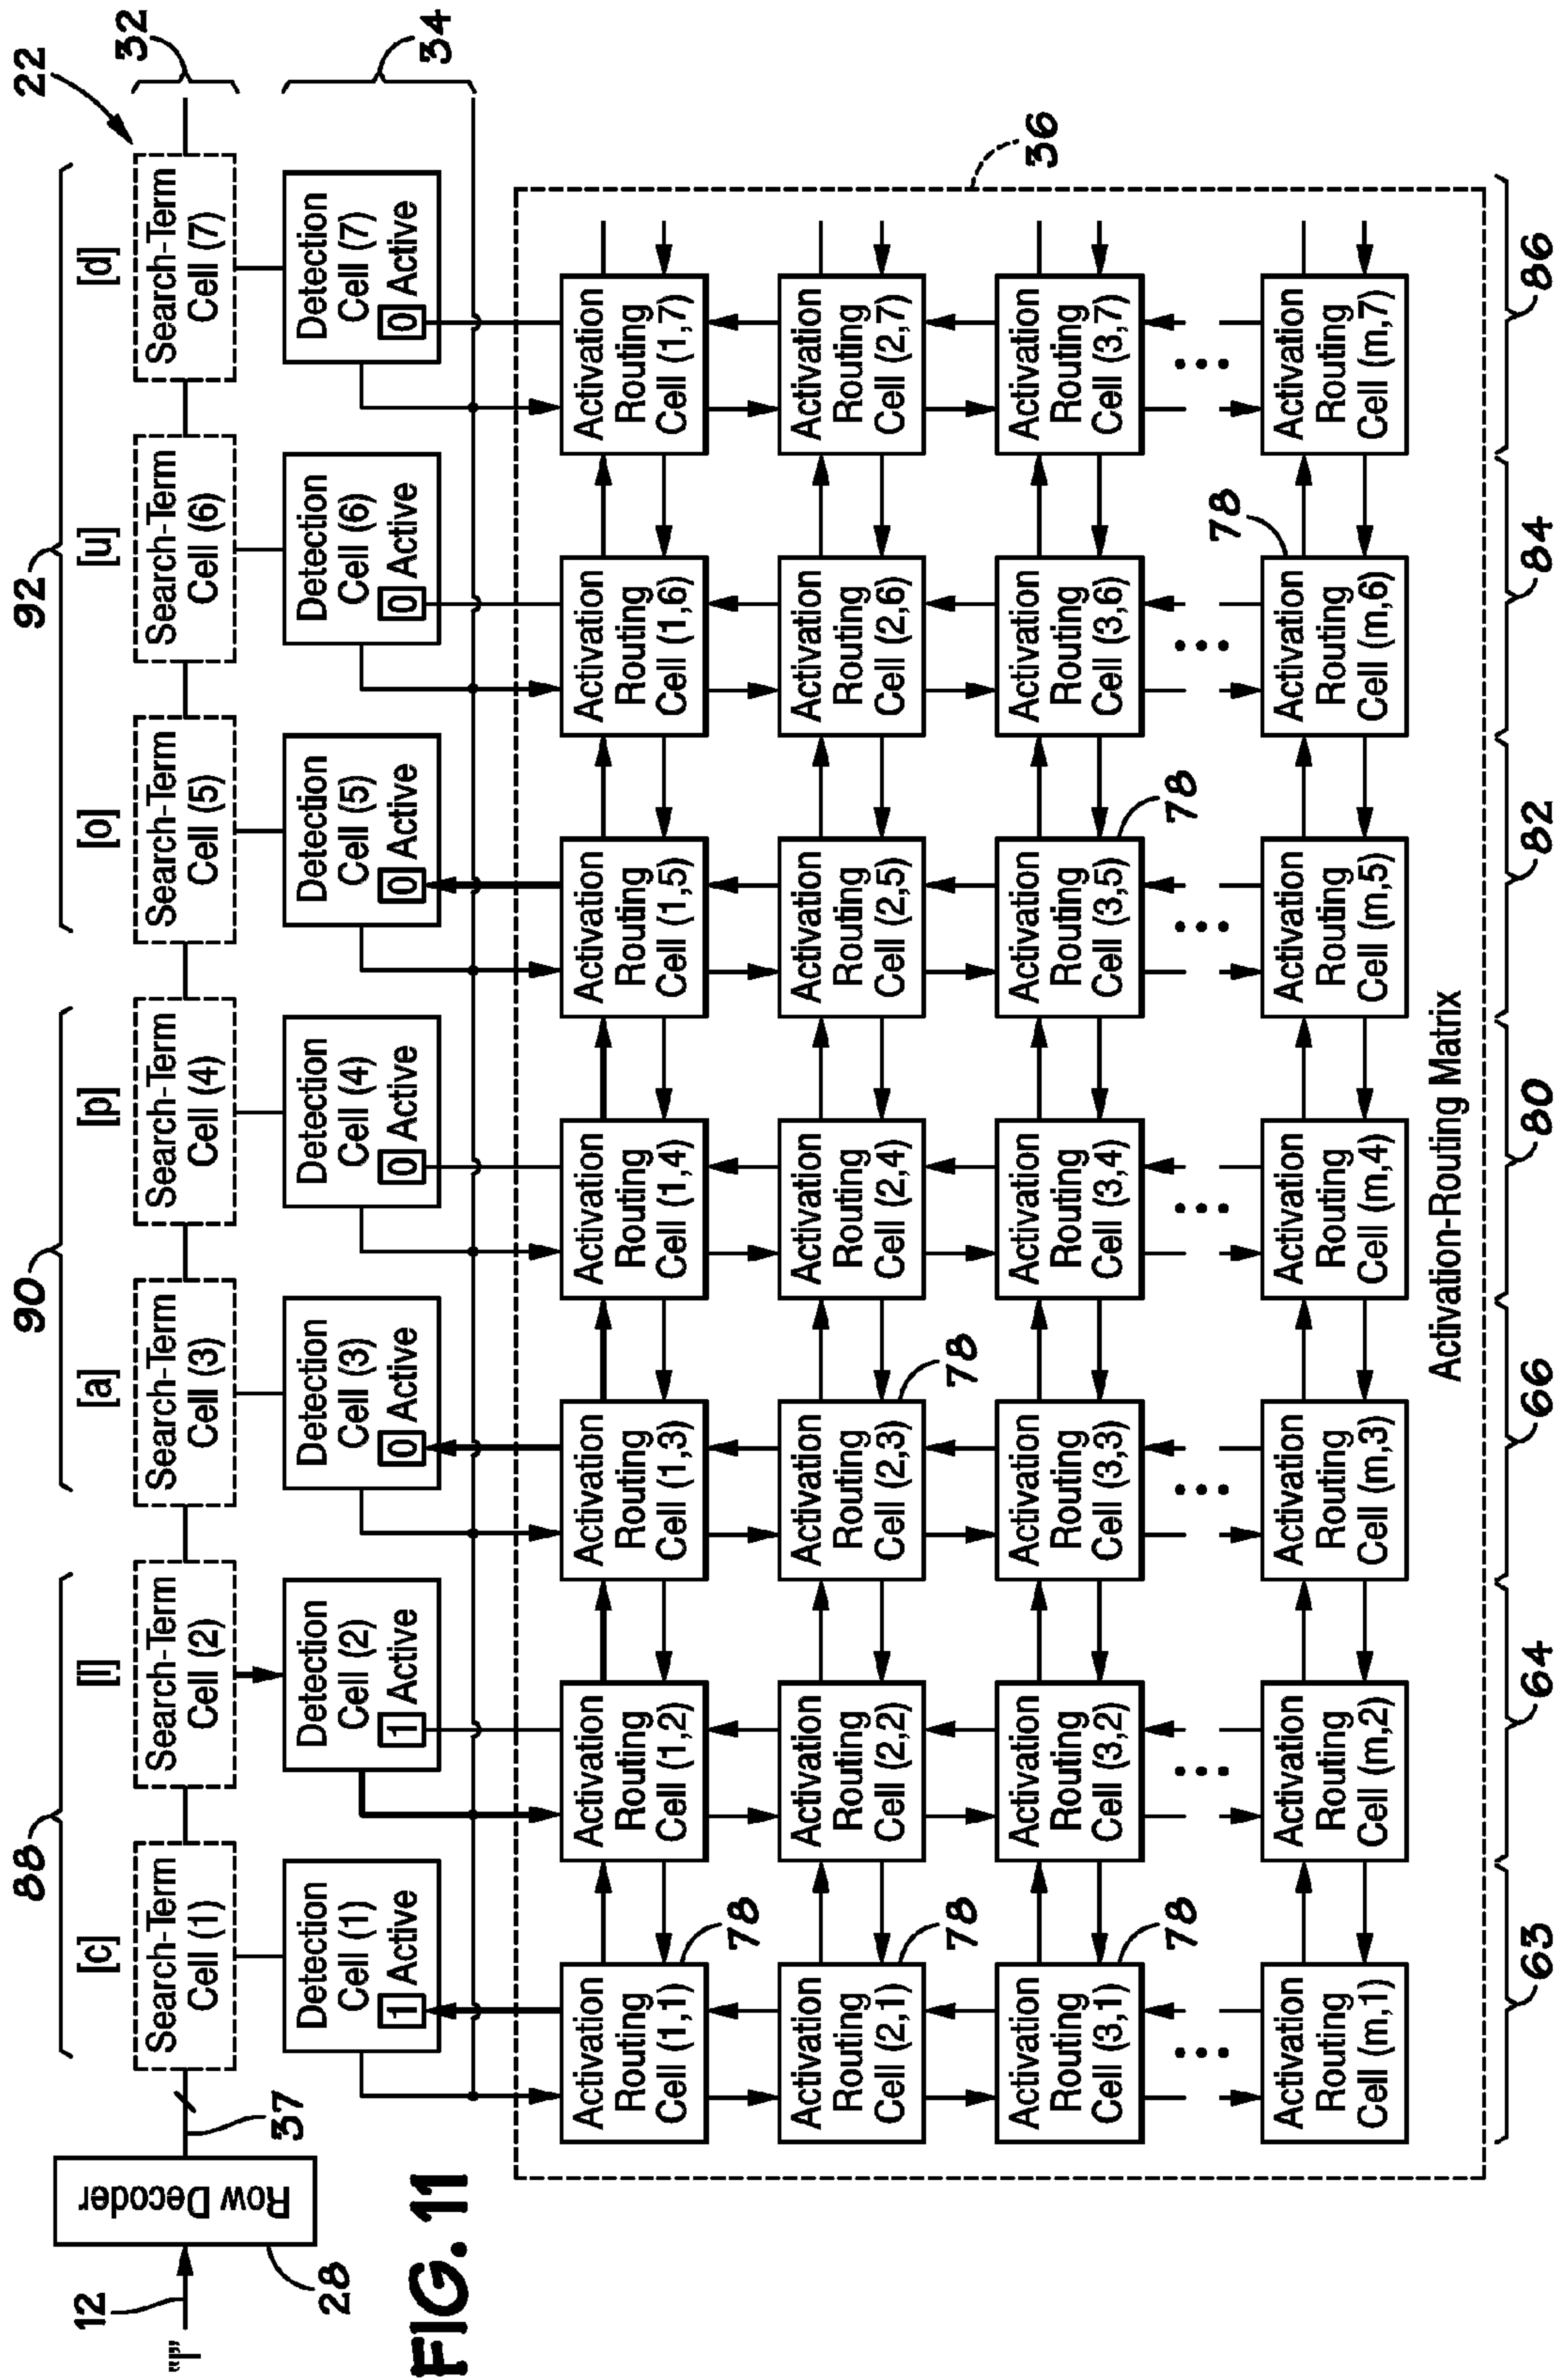 22
88
90
92
[c]
[l]
[a]
[p]
[o]
[u]
[d]
32
"l"
12
Row Decoder
28
37
Search-Term
Cell (1)
Search-Term
Cell (2)
Search-Term
Cell (3)
Search-Term
Cell (4)
Search-Term
Cell (5)
Search-Term
Cell (6)
Search-Term
Cell (7)
34
Detection
Cell (1)
1 Active
Detection
Cell (2)
1 Active
Detection
Cell (3)
0 Active
Detection
Cell (4)
0 Active
Detection
Cell (5)
0 Active
Detection
Cell (6)
0 Active
Detection
Cell (7)
0 Active
FIG. 11
36
Activation
Routing
Cell (1,1)
78
Activation
Routing
Cell (1,2)
Activation
Routing
Cell (1,3)
Activation
Routing
Cell (1,4)
Activation
Routing
Cell (1,5)
Activation
Routing
Cell (1,6)
Activation
Routing
Cell (1,7)
Activation
Routing
Cell (2,1)
78
Activation
Routing
Cell (2,2)
Activation
Routing
Cell (2,3)
78
Activation
Routing
Cell (2,4)
Activation
Routing
Cell (2,5)
Activation
Routing
Cell (2,6)
Activation
Routing
Cell (2,7)
Activation
Routing
Cell (3,1)
78
Activation
Routing
Cell (3,2)
Activation
Routing
Cell (3,3)
Activation
Routing
Cell (3,4)
Activation
Routing
Cell (3,5)
78
Activation
Routing
Cell (3,6)
Activation
Routing
Cell (3,7)
Activation
Routing
Cell (m,1)
Activation
Routing
Cell (m,2)
Activation
Routing
Cell (m,3)
Activation
Routing
Cell (m,4)
Activation
Routing
Cell (m,5)
Activation
Routing
Cell (m,6)
78
Activation
Routing
Cell (m,7)
Activation-Routing Matrix
63
64
66
80
82
84
86